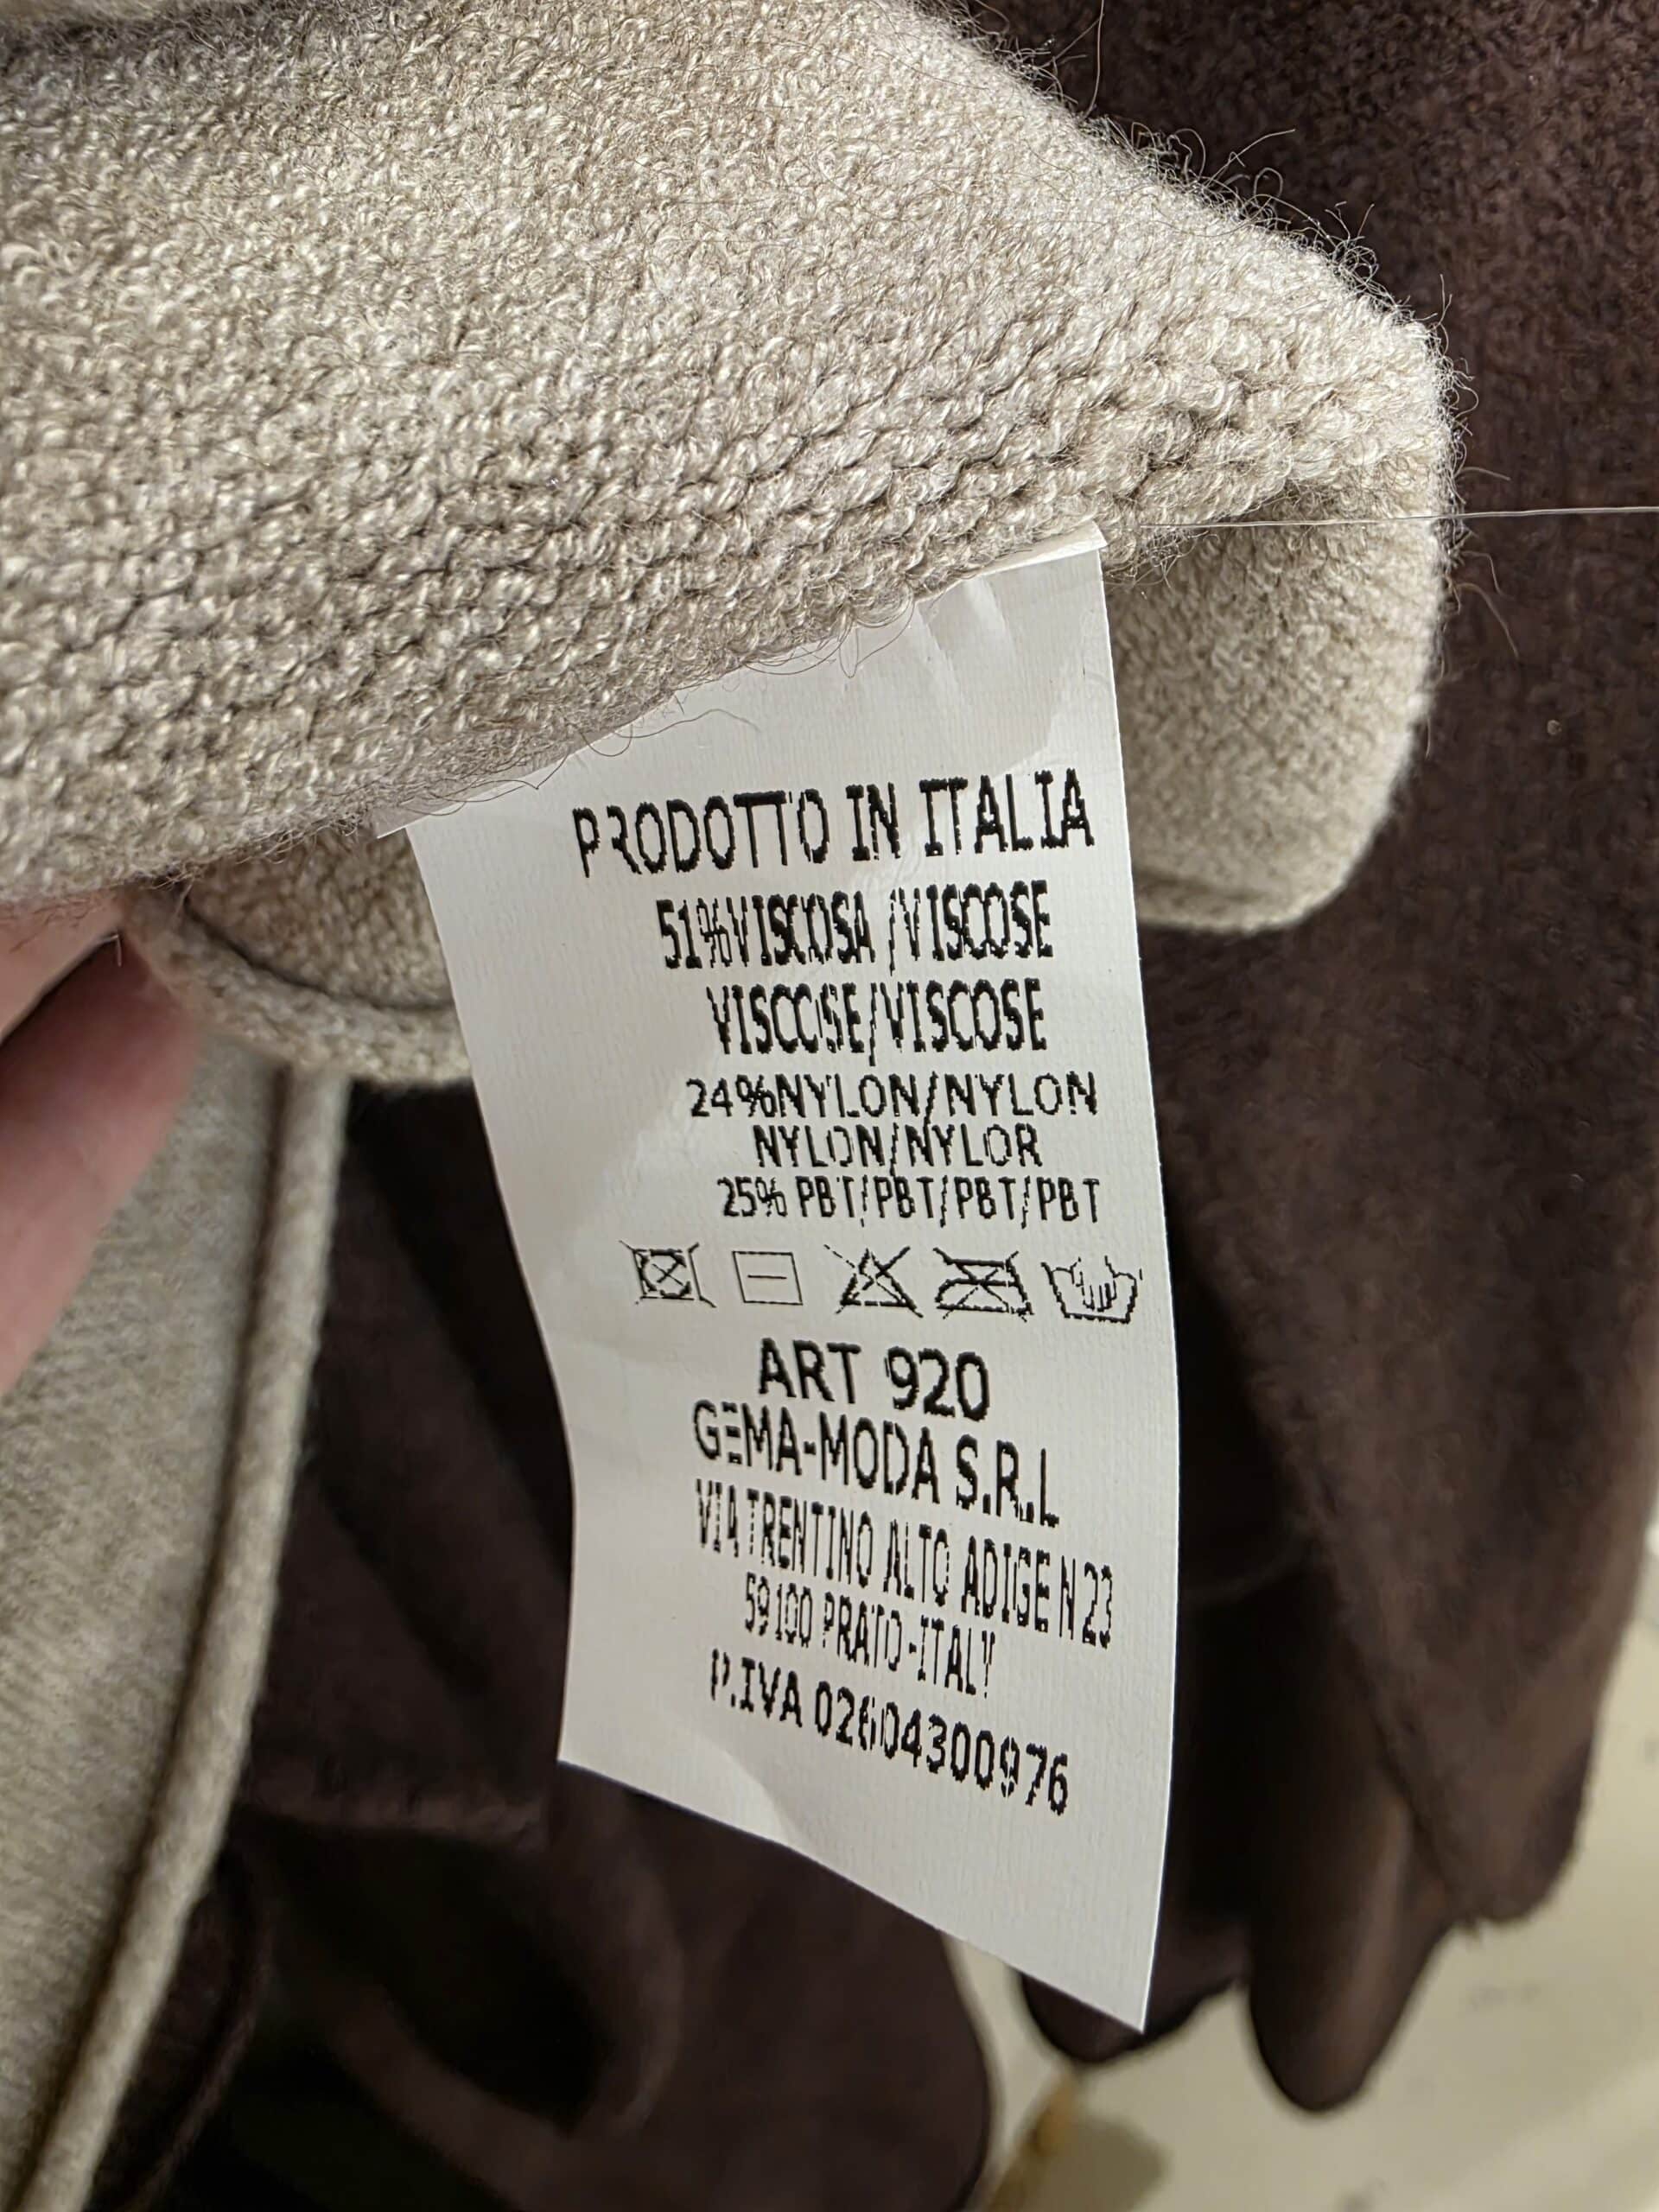 PRODOTTO IN ITALIA
51%VISCOSA /VISCOSE
VISCOSE/VISCOSE
24%NYLON/NYLON
NYLON/NYLOR
25% PBT/PBT/PBT/PBT
ART 920
GEMA-MODA S.R.L
VIA TRENTINO ALTO ADIGE N 23
59100 PRATO-ITALY
P.IVA 02604300976